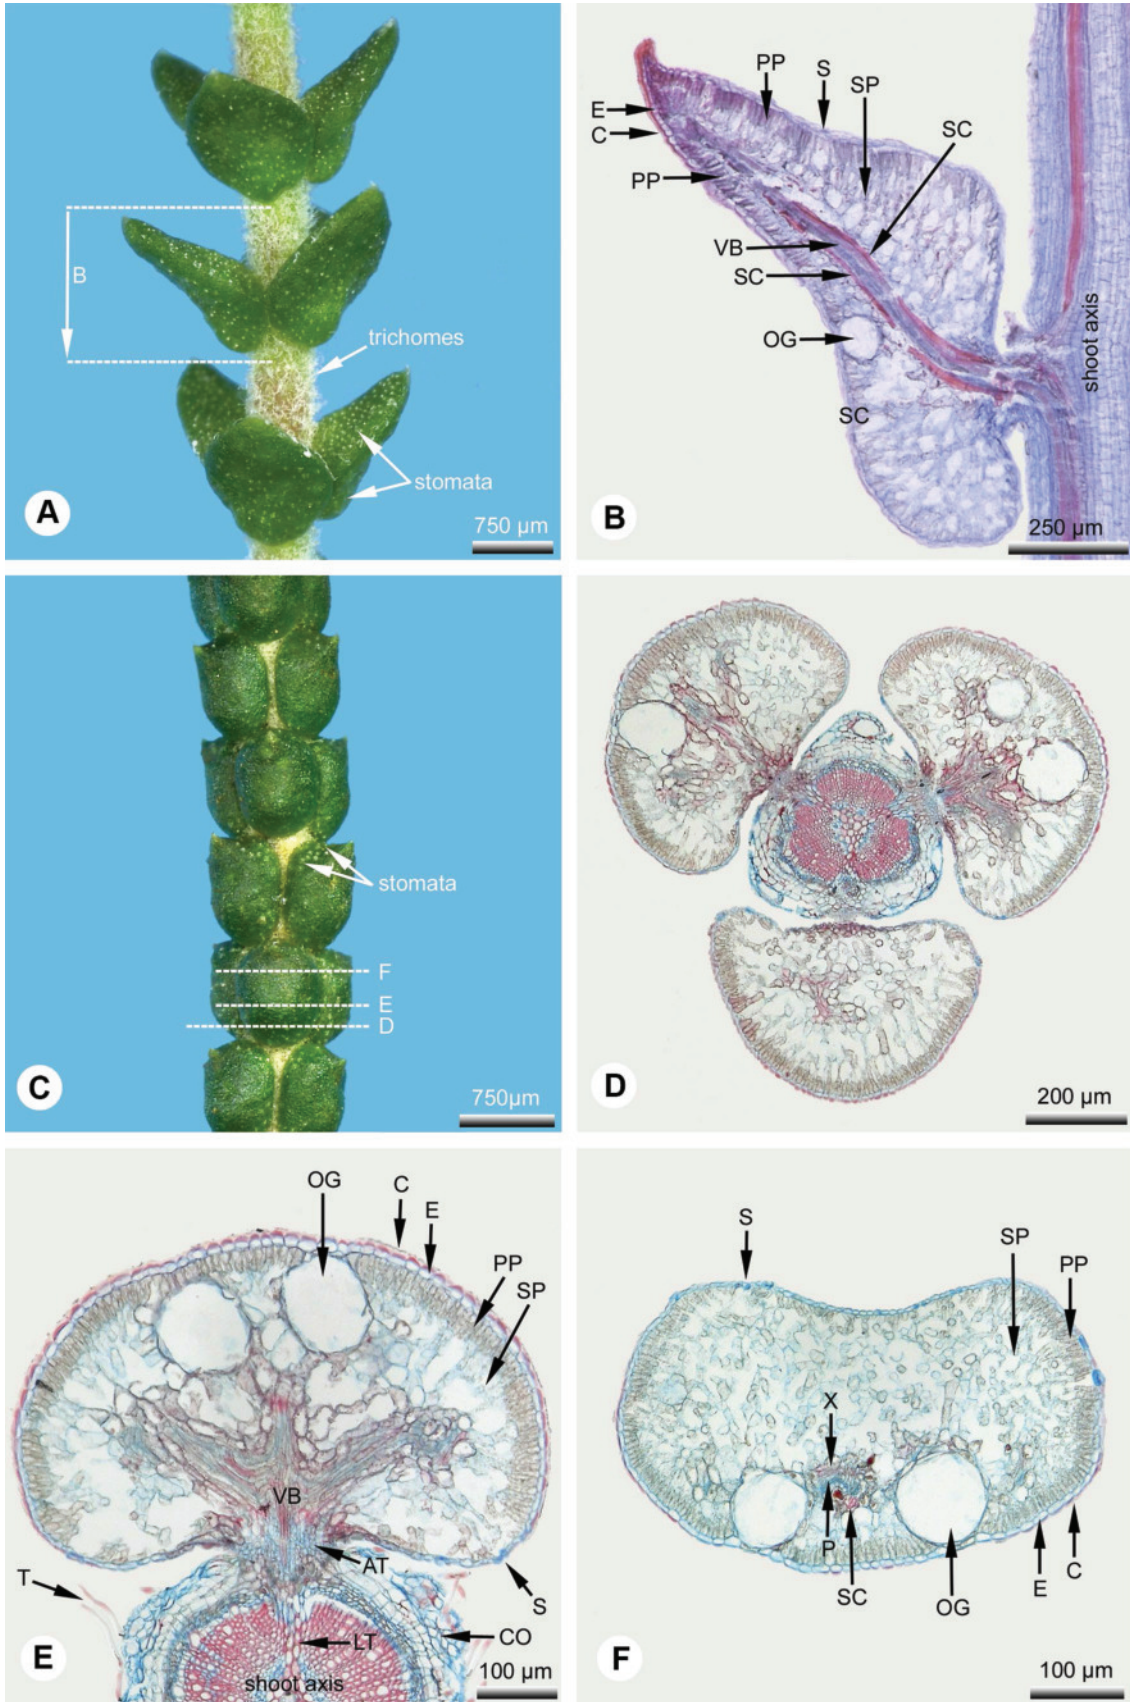 B
trichomes
stomata
A
750 µm
PP
S
SP
E
C
SC
PP
VB
SC
OG
SC
shoot axis
B
250 µm
stomata
F
E
D
C
750µm
D
200 µm
OG
C
E
PP
SP
VB
AT
T
S
CO
LT
E
shoot axis
100 µm
S
SP
PP
X
P
SC
OG
E
C
F
100 µm